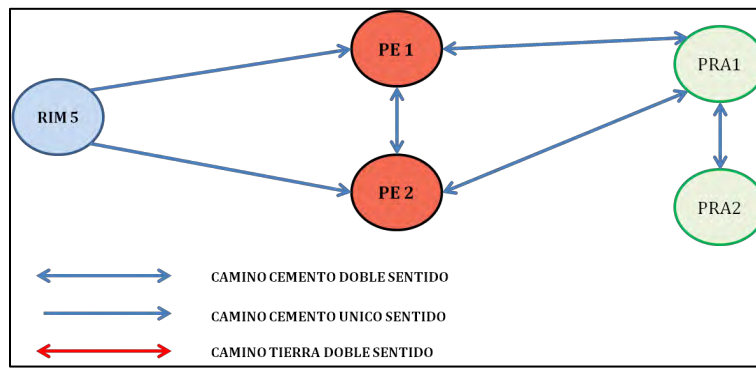 PE 1
PRA1
RIM 5
PE 2
PRA2
CAMINO CEMENTO DOBLE SENTIDO
CAMINO CEMENTO UNICO SENTIDO
CAMINO TIERRA DOBLE SENTIDO